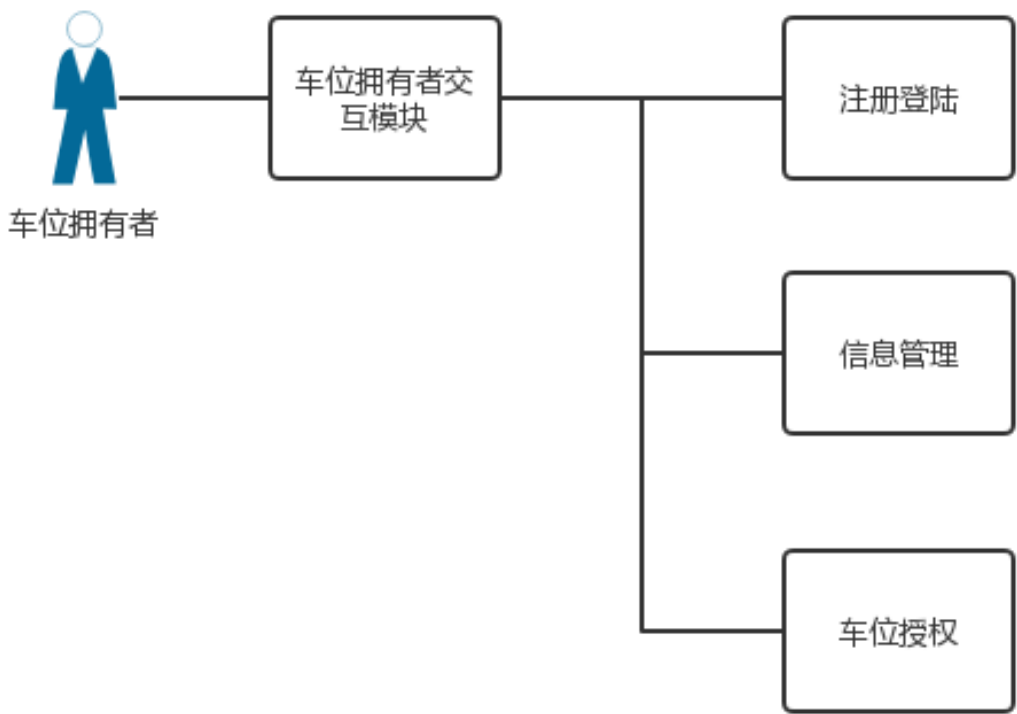 车位拥有者交
互模块
注册登陆
车位拥有者
信息管理
车位授权